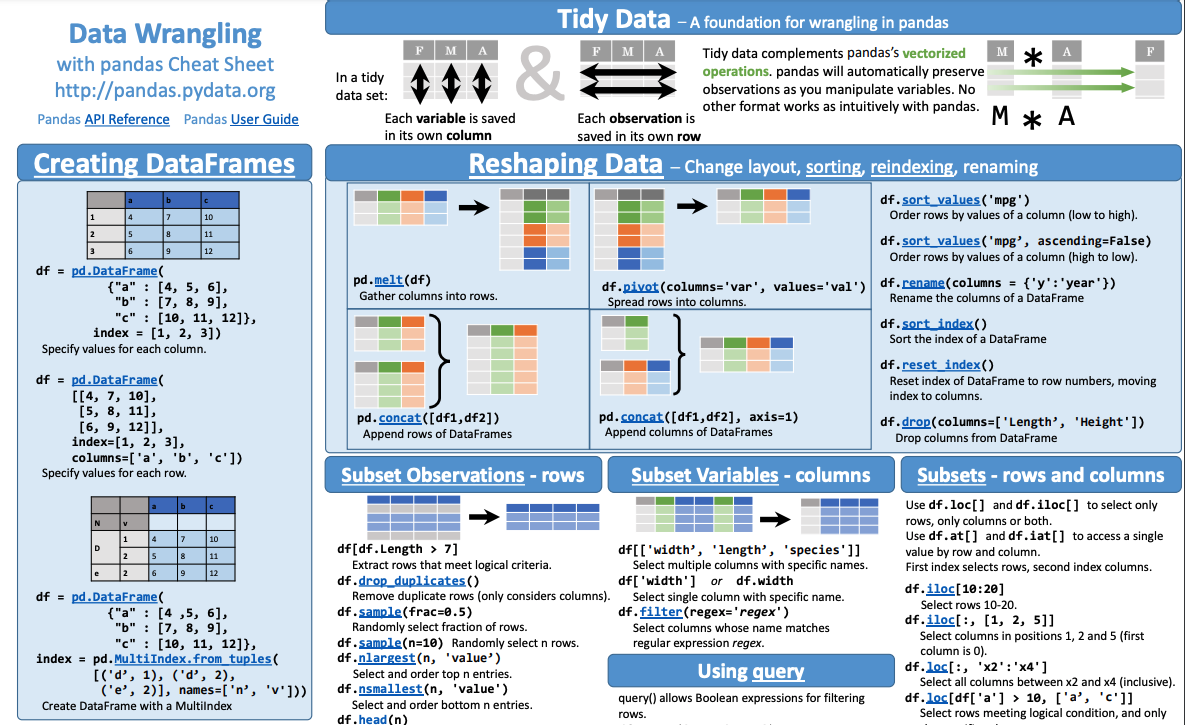 Data Wrangling
with pandas Cheat Sheet
http://pandas.pydata.org
Pandas API Reference Pandas User Guide
Tidy Data – A foundation for wrangling in pandas
In a tidy
data set:
F M A
Each variable is saved
in its own column
&
F M A
Each observation is
saved in its own row
Tidy data complements pandas's vectorized
operations. pandas will automatically preserve
observations as you manipulate variables. No
other format works as intuitively with pandas.
M * A F
M * A
Creating DataFrames
a b c
1 4 7 10
2 5 8 11
3 6 9 12
df = pd.DataFrame(
{"a" : [4, 5, 6],
"b" : [7, 8, 9],
"c" : [10, 11, 12]},
index = [1, 2, 3])
Specify values for each column.
df = pd.DataFrame(
[[4, 7, 10],
[5, 8, 11],
[6, 9, 12]],
index=[1, 2, 3],
columns=['a', 'b', 'c'])
Specify values for each row.
a b c
N v
D 1 4 7 10
2 5 8 11
e 2 6 9 12
df = pd.DataFrame(
{"a" : [4 ,5, 6],
"b" : [7, 8, 9],
"c" : [10, 11, 12]},
index = pd.MultiIndex.from_tuples(
[('d’, 1), ('d’, 2),
('e’, 2)], names=['n’, 'v']))
Create DataFrame with a MultiIndex
Reshaping Data – Change layout, sorting, reindexing, renaming
pd.melt(df)
Gather columns into rows.
df.pivot(columns='var', values='val')
Spread rows into columns.
pd.concat([df1,df2])
Append rows of DataFrames
pd.concat([df1,df2], axis=1)
Append columns of DataFrames
df.sort_values('mpg')
Order rows by values of a column (low to high).
df.sort_values('mpg’, ascending=False)
Order rows by values of a column (high to low).
df.rename(columns = {'y':'year'})
Rename the columns of a DataFrame
df.sort_index()
Sort the index of a DataFrame
df.reset_index()
Reset index of DataFrame to row numbers, moving
index to columns.
df.drop(columns=['Length’, 'Height'])
Drop columns from DataFrame
Subset Observations - rows
df[df.Length > 7]
Extract rows that meet logical criteria.
df.drop_duplicates()
Remove duplicate rows (only considers columns).
df.sample(frac=0.5)
Randomly select fraction of rows.
df.sample(n=10) Randomly select n rows.
df.nlargest(n, 'value’)
Select and order top n entries.
df.nsmallest(n, 'value')
Select and order bottom n entries.
df.head(n)
Subset Variables - columns
df[['width’, 'length’, 'species']]
Select multiple columns with specific names.
df['width'] or df.width
Select single column with specific name.
df.filter(regex='regex')
Select columns whose name matches
regular expression regex.
Using query
query() allows Boolean expressions for filtering
rows.
Subsets - rows and columns
Use df.loc[] and df.iloc[] to select only
rows, only columns or both.
Use df.at[] and df.iat[] to access a single
value by row and column.
First index selects rows, second index columns.
df.iloc[10:20]
Select rows 10-20.
df.iloc[:, [1, 2, 5]]
Select columns in positions 1, 2 and 5 (first
column is 0).
df.loc[:, 'x2':'x4']
Select all columns between x2 and x4 (inclusive).
df.loc[df['a'] > 10, ['a’, 'c']]
Select rows meeting logical condition, and only